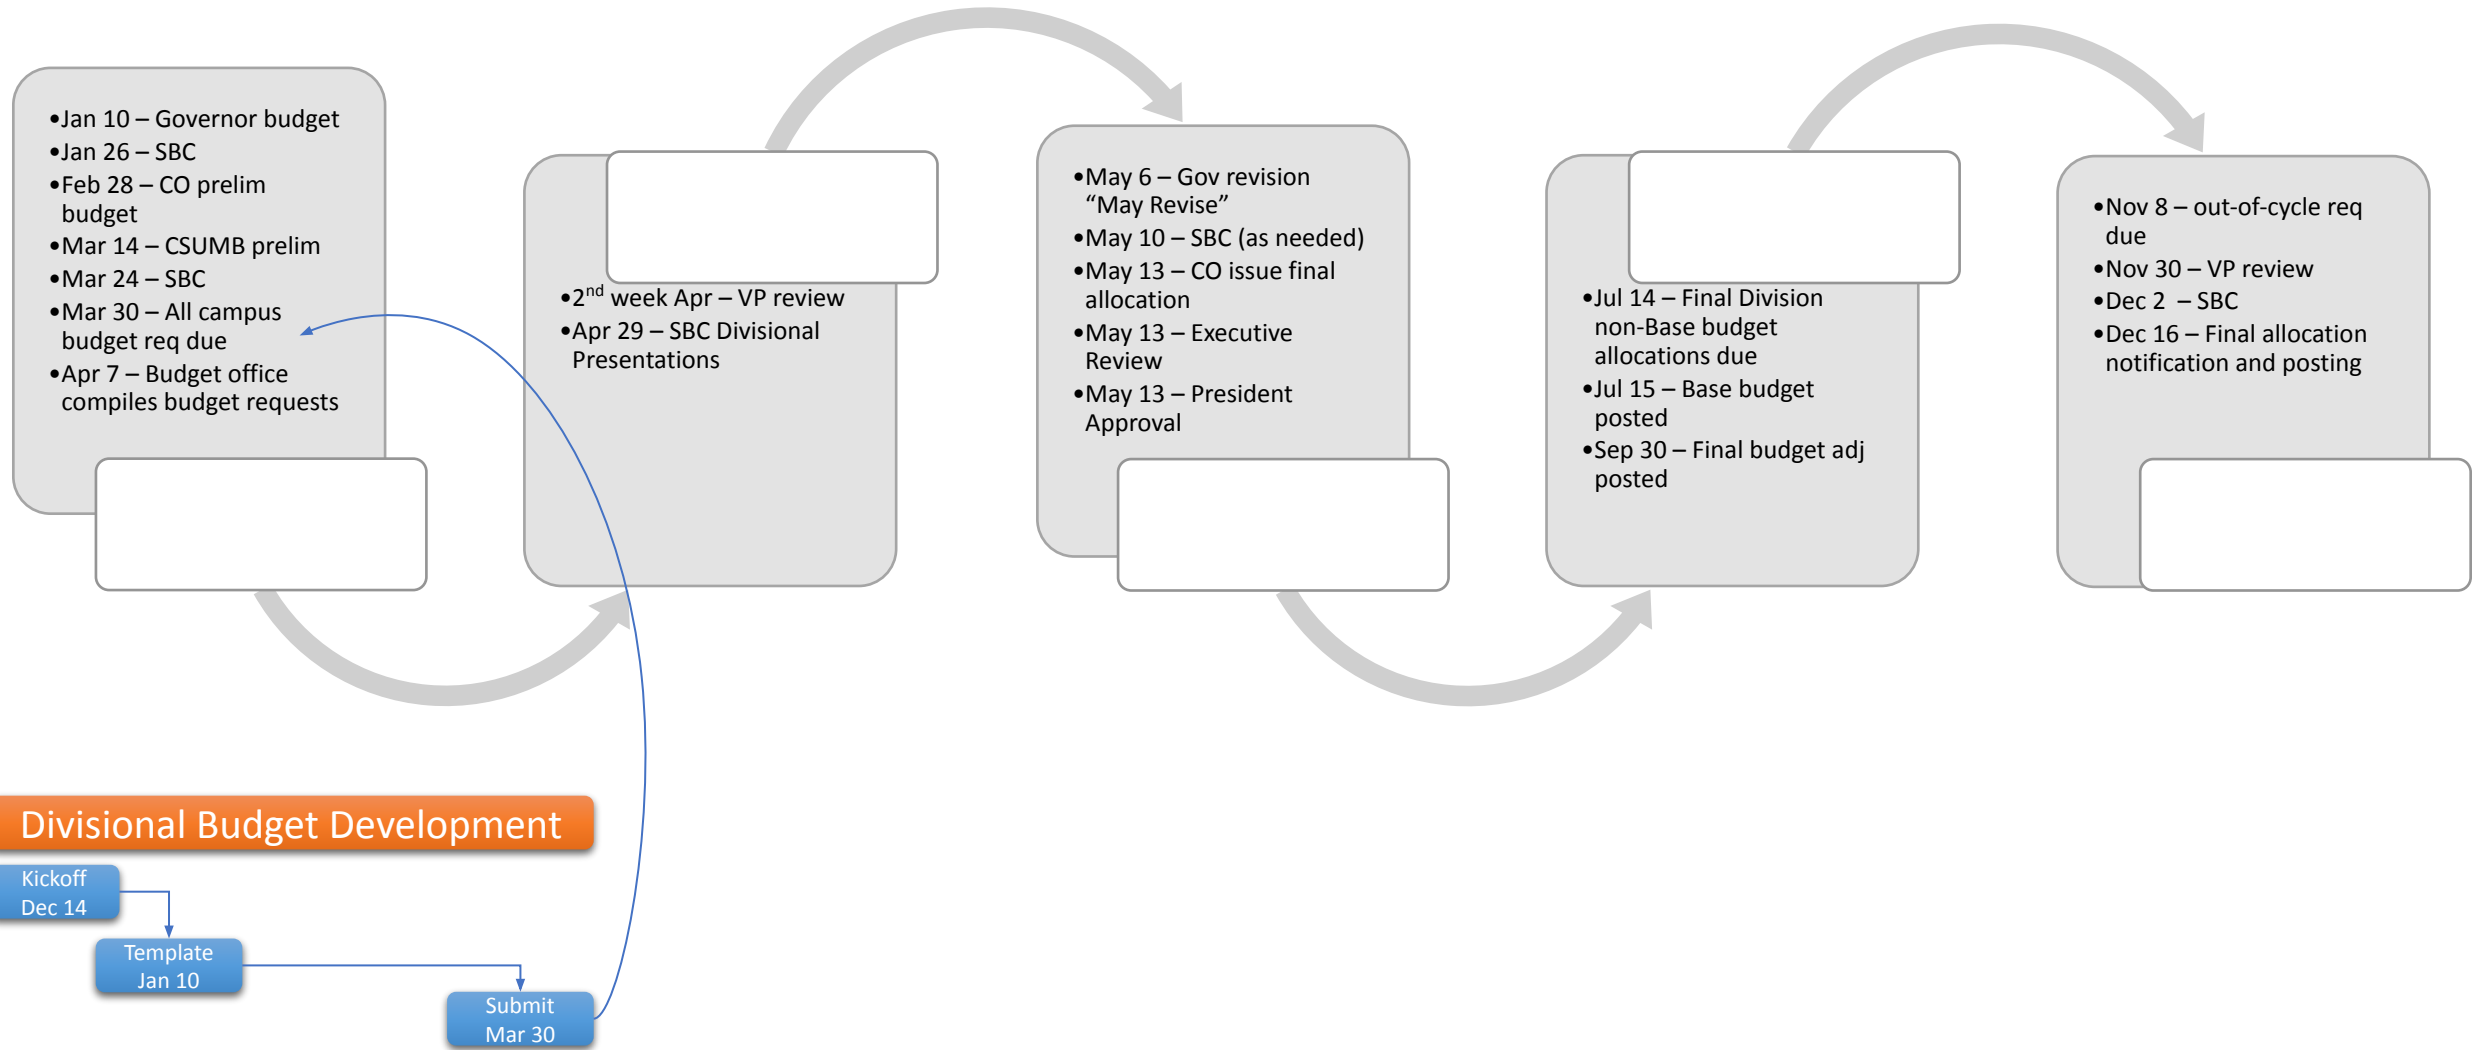 •Jan 10 – Governor budget
•Jan 26 – SBC
•Feb 28 – CO prelim
budget
•Mar 14 – CSUMB prelim
•Mar 24 – SBC
•Mar 30 – All campus
budget req due
•Apr 7 – Budget office
compiles budget requests
•2nd week Apr – VP review
•Apr 29 – SBC Divisional
Presentations
•May 6 – Gov revision
“May Revise”
•May 10 – SBC (as needed)
•May 13 – CO issue final
allocation
•May 13 – Executive
Review
•May 13 – President
Approval
•Jul 14 – Final Division
non-Base budget
allocations due
•Jul 15 – Base budget
posted
•Sep 30 – Final budget adj
posted
•Nov 8 – out-of-cycle req
due
•Nov 30 – VP review
•Dec 2 – SBC
•Dec 16 – Final allocation
notification and posting
Divisional Budget Development
Kickoff
Dec 14
Template
Jan 10
Submit
Mar 30